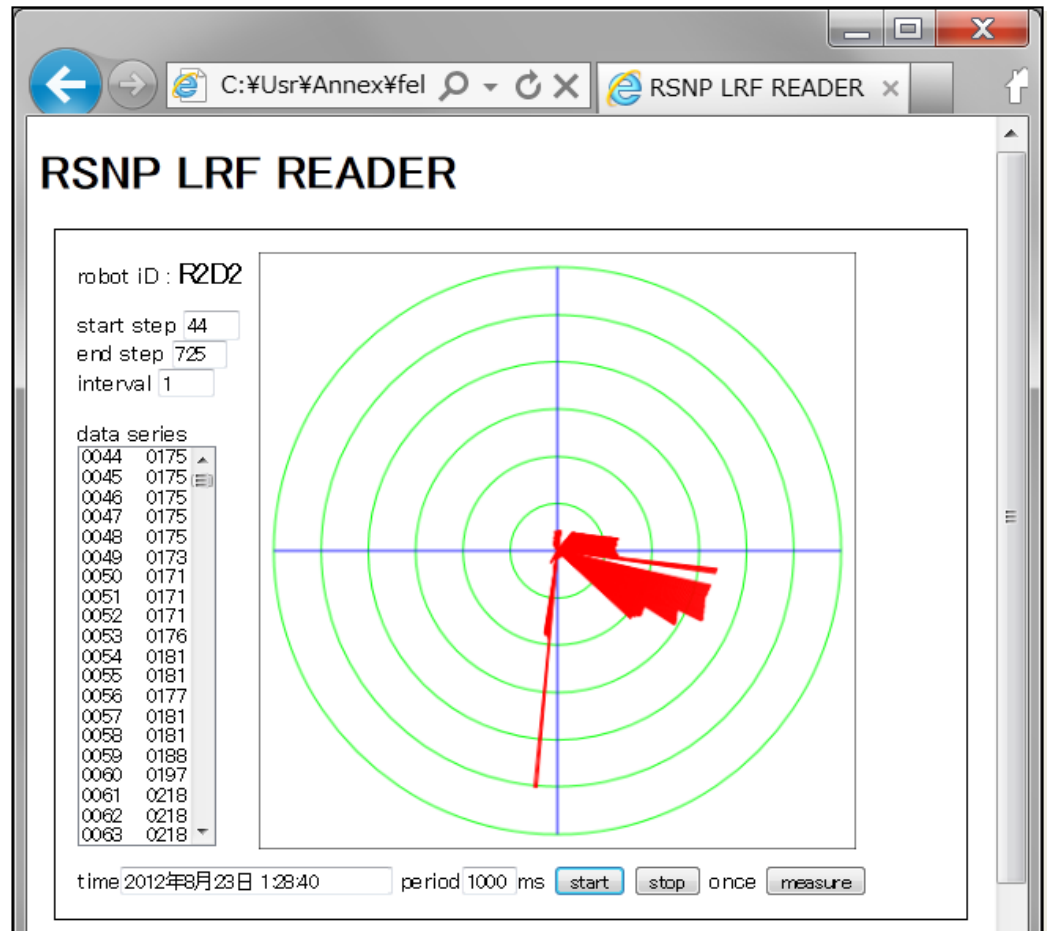 C:¥Usr¥Annex¥fel
RSNP LRF READER
RSNP LRF READER
robot iD : R2D2
start step 44
end step 725
interval 1
data series
0044 0175
0045 0175
0046 0175
0047 0175
0048 0175
0049 0173
0050 0171
0051 0171
0052 0171
0053 0176
0054 0181
0055 0181
0056 0177
0057 0181
0058 0181
0059 0188
0060 0197
0061 0218
0062 0218
0063 0218
time 2012年8月23日 1:28:40 period 1000 ms start stop once measure